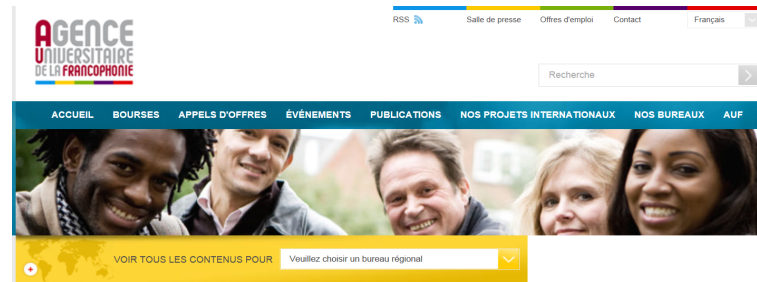 RSS Salle de presse Offres d'emploi Contact Français
AGENCE
UNIVERSITAIRE
DE LA FRANCOPHONIE
Recherche
ACCUEIL BOURSES APPELS D'OFFRES ÉVÉNEMENTS PUBLICATIONS NOS PROJETS INTERNATIONAUX NOS BUREAUX AUF
VOIR TOUS LES CONTENUS POUR Veuillez choisir un bureau régional